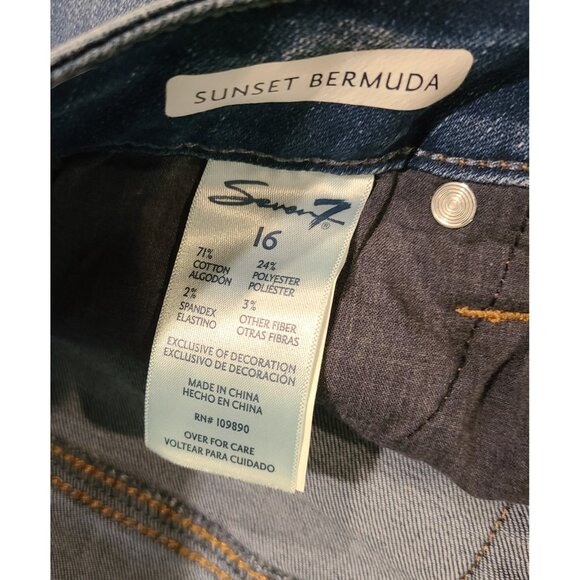 SUNSET BERMUDA
Seven7®
16
71% 24%
COTTON POLYESTER
ALGODÓN POLIÉSTER
2% 3%
SPANDEX OTHER FIBER
ELASTINO OTRAS FIBRAS
EXCLUSIVE OF DECORATION
EXCLUSIVO DE DECORACIÓN
MADE IN CHINA
HECHO EN CHINA
RN# 109890
OVER FOR CARE
VOLTEAR PARA CUIDADO